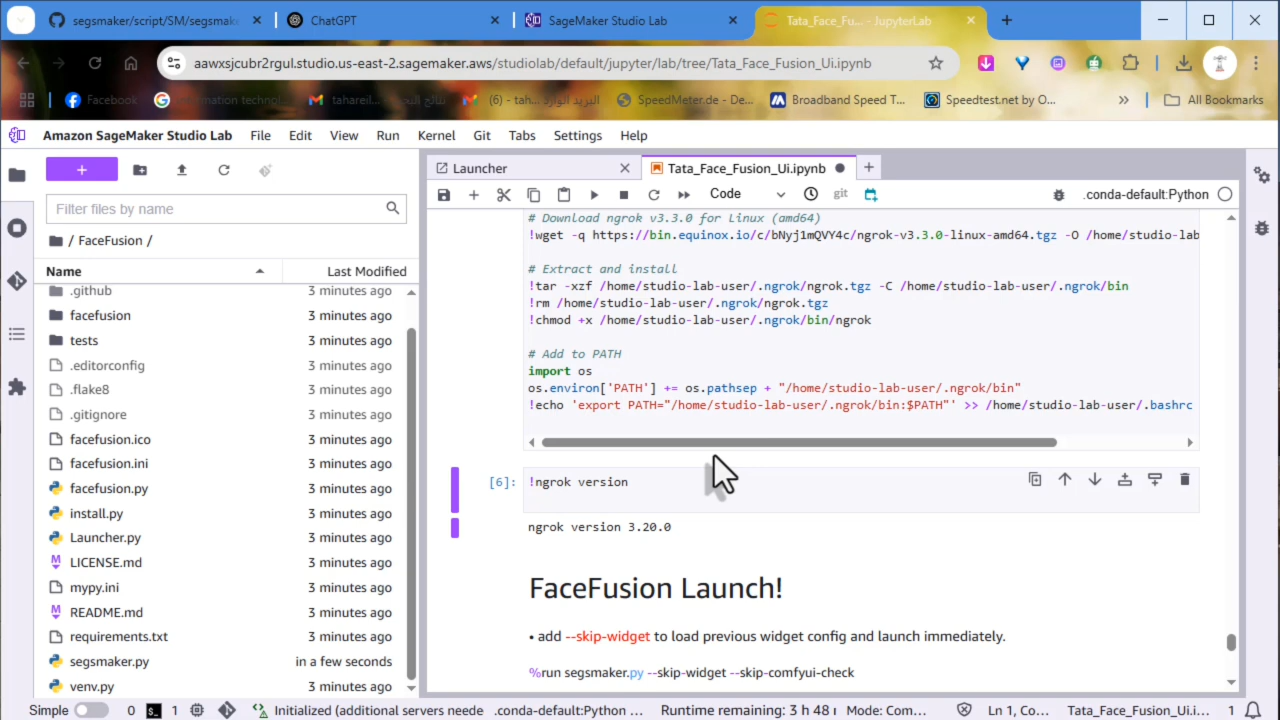 segsmaker/script/SM/segsmake
ChatGPT
SageMaker Studio Lab
Tata_Face_Fu... - JupyterLab
aawxsjcubr2rgul.studio.us-east-2.sagemaker.aws/studiolab/default/jupyter/lab/tree/Tata_Face_Fusion_Ui.ipynb
Facebook
SpeedMeter.de - De...
Broadband Speed T...
Speedtest.net by O...
All Bookmarks
Amazon SageMaker Studio Lab
File
Edit
View
Run
Kernel
Git
Tabs
Settings
Help
Launcher
Tata_Face_Fusion_Ui.ipynb
Code
git
.conda-default:Python
Filter files by name
/ FaceFusion /
Name
Last Modified
.github 3 minutes ago
facefusion 3 minutes ago
tests 3 minutes ago
.editorconfig 3 minutes ago
.flake8 3 minutes ago
.gitignore 3 minutes ago
facefusion.ico 3 minutes ago
facefusion.ini 3 minutes ago
facefusion.py 3 minutes ago
install.py 3 minutes ago
Launcher.py 3 minutes ago
LICENSE.md 3 minutes ago
mypy.ini 3 minutes ago
README.md 3 minutes ago
requirements.txt 3 minutes ago
segsmaker.py in a few seconds
venv.py 3 minutes ago
# Download ngrok v3.3.0 for Linux (amd64)
!wget -q https://bin.equinox.io/c/bNyj1mQVY4c/ngrok-v3.3.0-linux-amd64.tgz -O /home/studio-lab
# Extract and install
!tar -xzf /home/studio-lab-user/.ngrok/ngrok.tgz -C /home/studio-lab-user/.ngrok/bin
!rm /home/studio-lab-user/.ngrok/ngrok.tgz
!chmod +x /home/studio-lab-user/.ngrok/bin/ngrok
# Add to PATH
import os
os.environ['PATH'] += os.pathsep + "/home/studio-lab-user/.ngrok/bin"
!echo 'export PATH="/home/studio-lab-user/.ngrok/bin:$PATH"' >> /home/studio-lab-user/.bashrc
[6]: !ngrok version
ngrok version 3.20.0
FaceFusion Launch!
• add --skip-widget to load previous widget config and launch immediately.
%run segsmaker.py --skip-widget --skip-comfyui-check
Simple
0
1
Initialized (additional servers neede
.conda-default:Python ...
Runtime remaining: 3 h 48 ı
Mode: Com...
Ln 1, Co...
Tata_Face_Fusion_Ui.i...
1